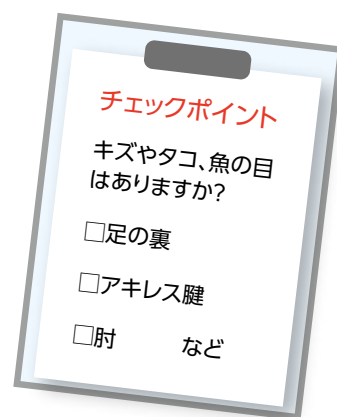 チェックポイント
キズやタコ、魚の目
はありますか?
□足の裏
□アキレス腱
□肘　　　など